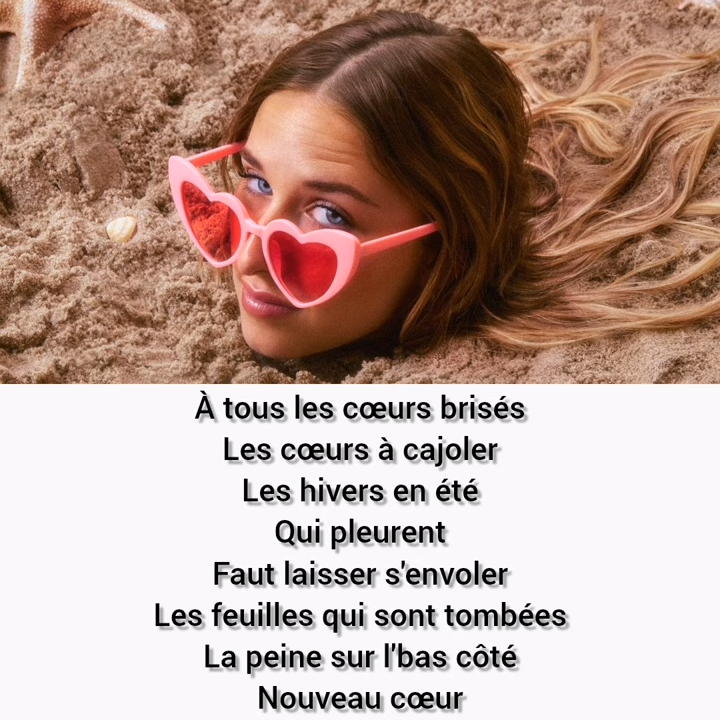 À tous les cœurs brisés
Les cœurs à cajoler
Les hivers en été
Qui pleurent
Faut laisser s'envoler
Les feuilles qui sont tombées
La peine sur l'bas côté
Nouveau cœur